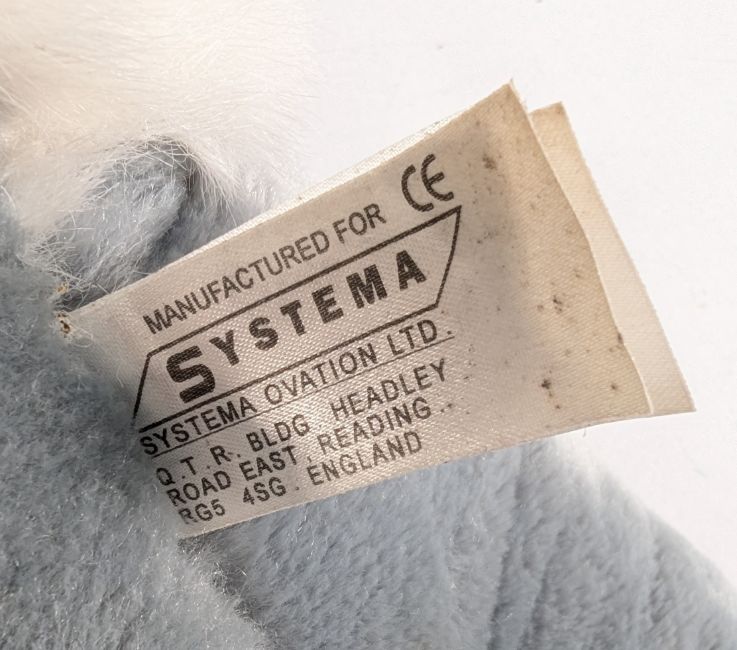 MANUFACTURED FOR CE
SYSTEMA
SYSTEMA OVATION LTD.
Q.T.R. BLDG HEADLEY
ROAD EAST, READING..
RG5 4SG. ENGLAND